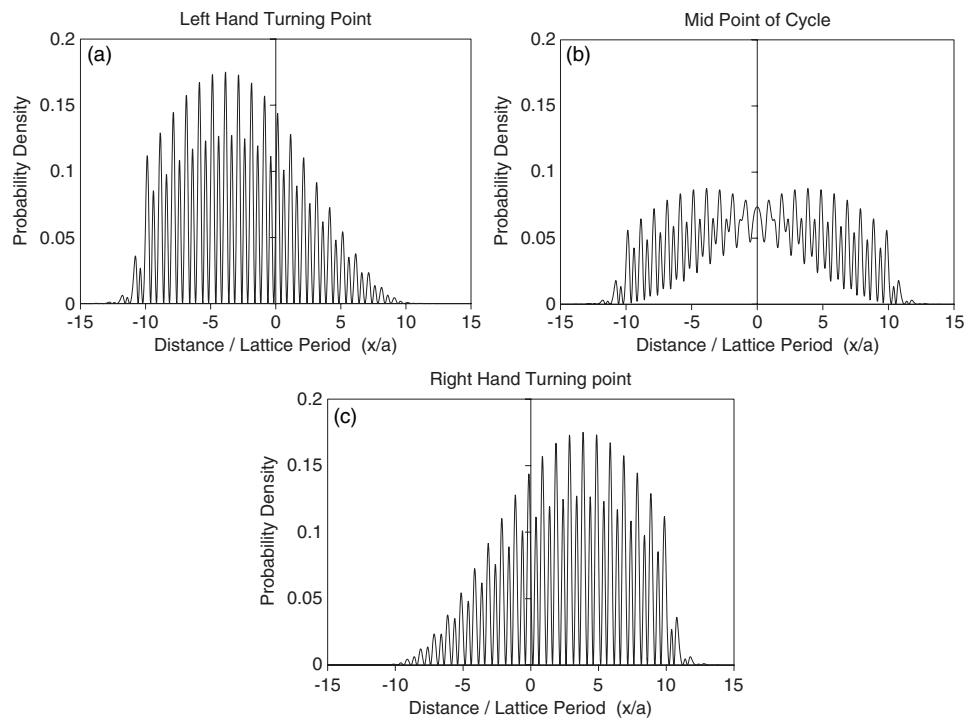 Left Hand Turning Point
(a)
0.2
0.15
0.1
0.05
0
-15 -10 -5 0 5 10 15
Probability Density
Distance / Lattice Period (x/a)
Mid Point of Cycle
(b)
0.2
0.15
0.1
0.05
0
-15 -10 -5 0 5 10 15
Probability Density
Distance / Lattice Period (x/a)
Right Hand Turning point
(c)
0.2
0.15
0.1
0.05
0
-15 -10 -5 0 5 10 15
Probability Density
Distance / Lattice Period (x/a)